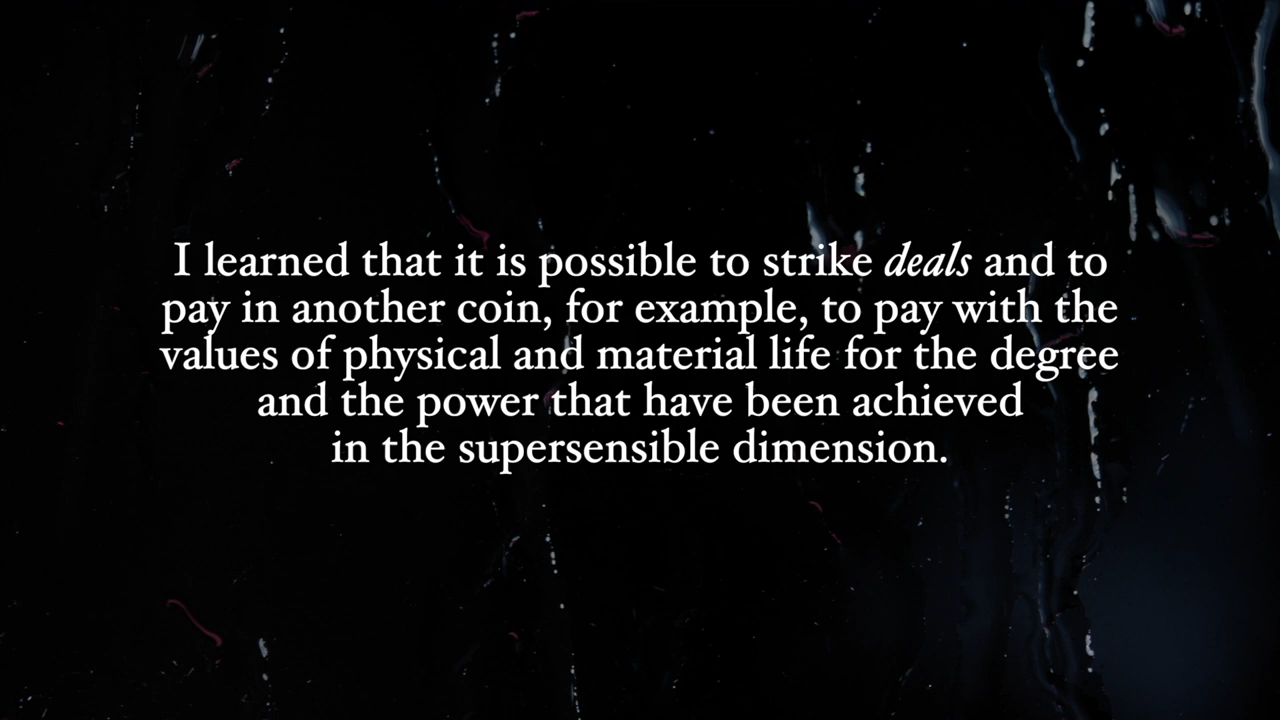 I learned that it is possible to strike deals and to
pay in another coin, for example, to pay with the
values of physical and material life for the degree
and the power that have been achieved
in the supersensible dimension.